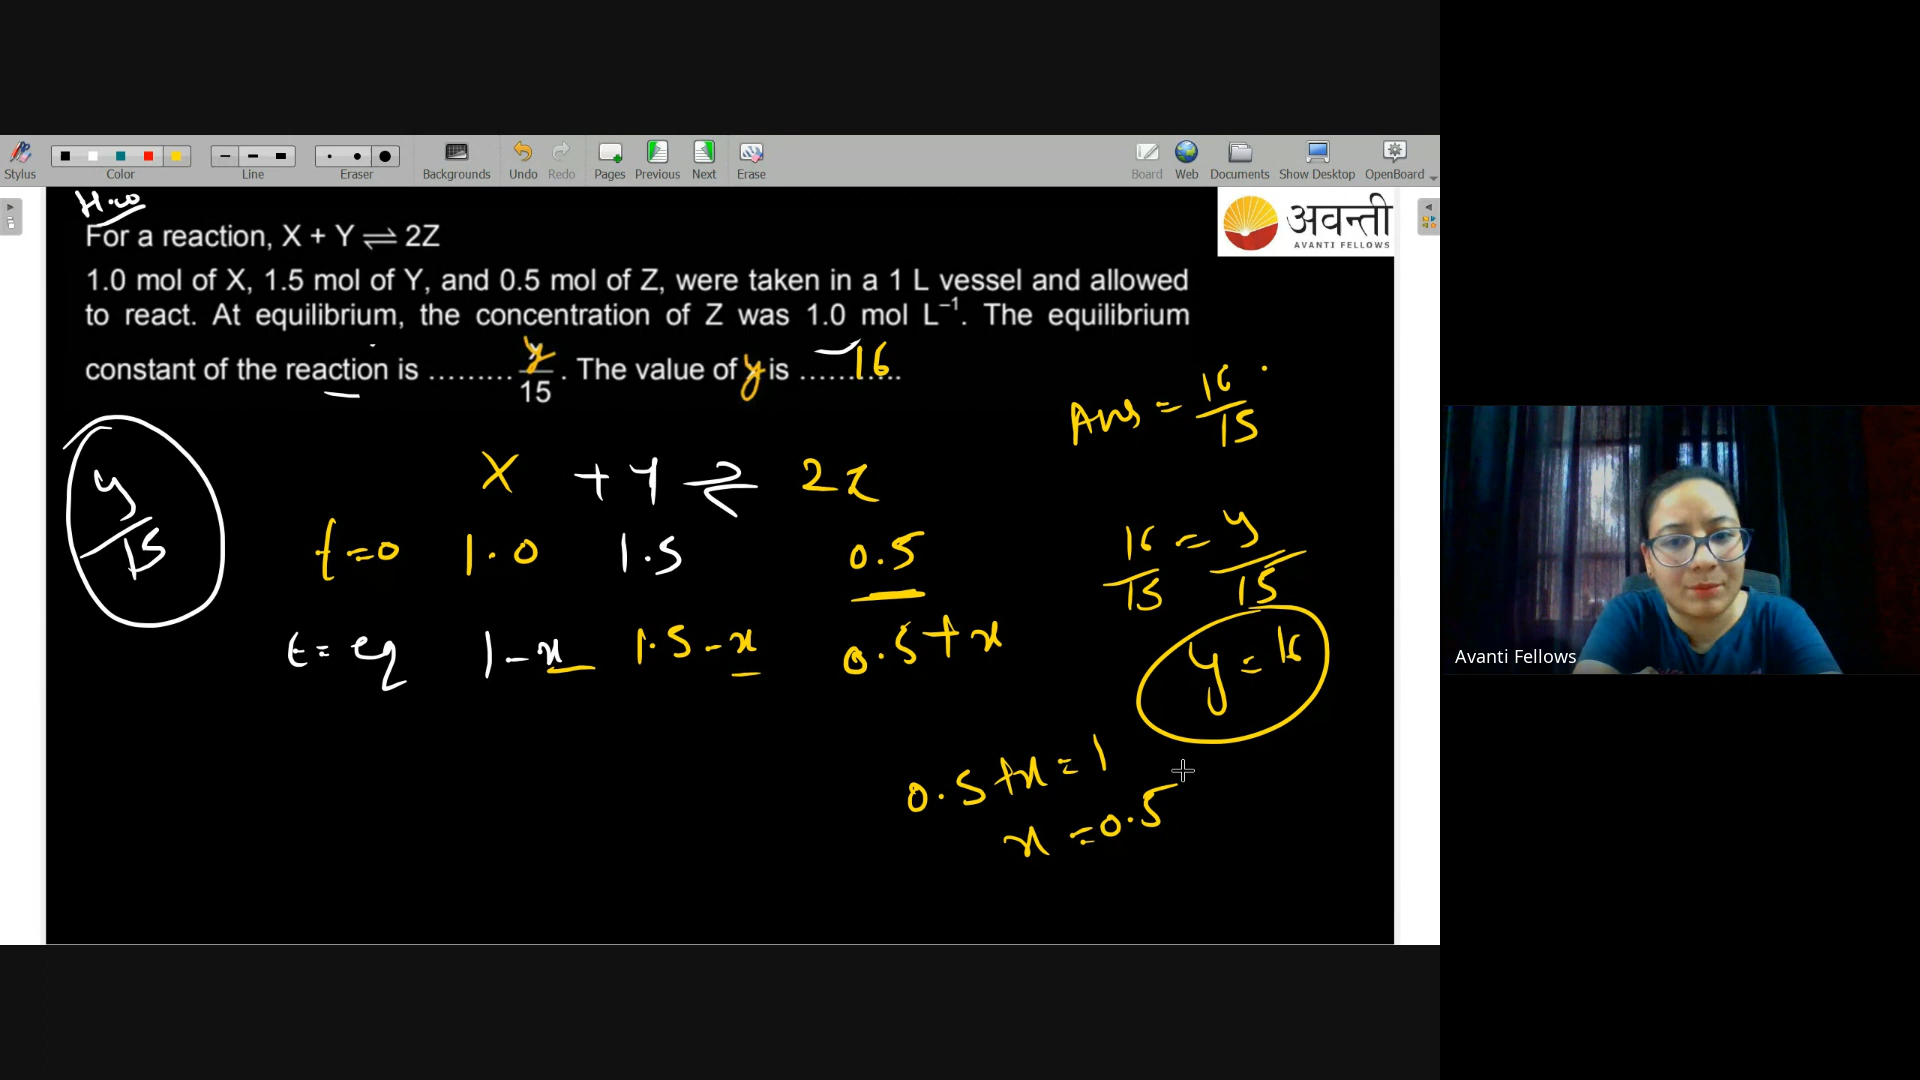 Stylus
Color
Line
Eraser
Backgrounds
Undo
Redo
Pages
Previous
Next
Erase
Board
Web
Documents
Show Desktop
OpenBoard
H.w
For a reaction, X + Y ⇌ 2Z
1.0 mol of X, 1.5 mol of Y, and 0.5 mol of Z, were taken in a 1 L vessel and allowed
to react. At equilibrium, the concentration of Z was 1.0 mol L⁻¹. The equilibrium
constant of the reaction is ......... y/15 . The value of y is ......16.....
अवन्ती
AVANTI FELLOWS
Ans = 16/15
y/15
X + Y ⇌ 2Z
t=0 1.0 1.5 0.5
t=eq 1-x 1.5-x 0.5+x
16/15 = y/15
y=16
0.5+x=1
x=0.5
Avanti Fellows